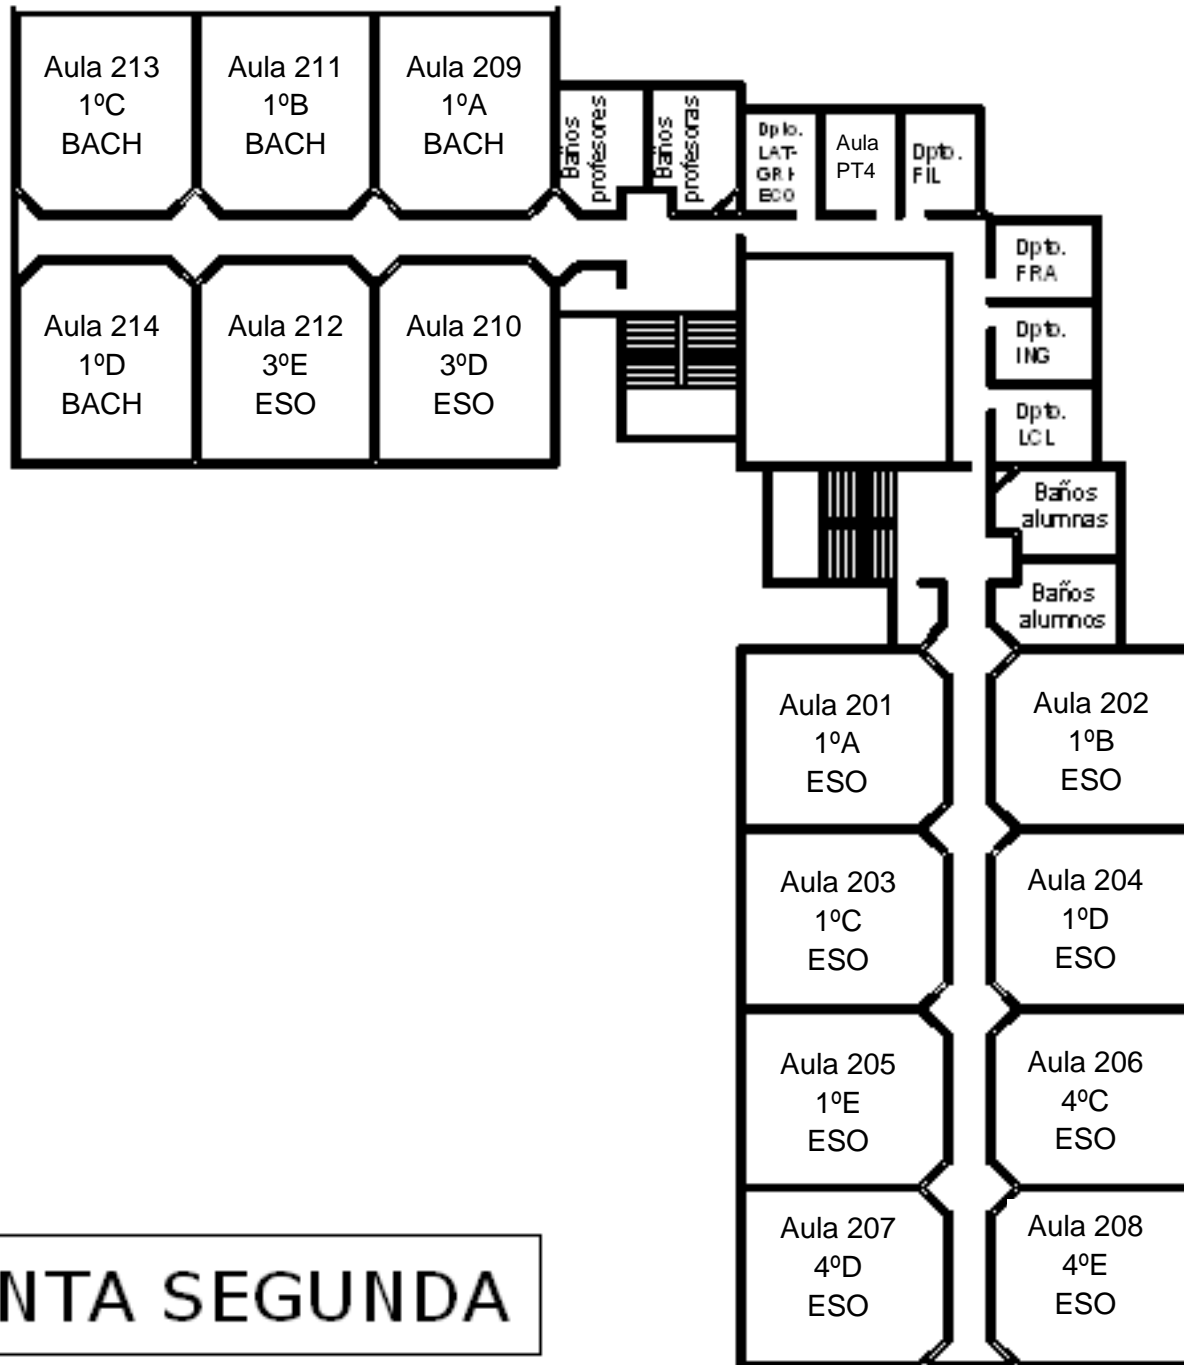 Aula 213
1ºC
BACH
Aula 211
1ºB
BACH
Aula 209
1ºA
BACH
Baños
profesores
Baños
profesoras
Dpto.
LAT-
ECO
Aula
PT4
Dpto.
FIL
Dpto.
FRA
Dpto.
ING
Dpto.
LCL
Aula 214
1ºD
BACH
Aula 212
3ºE
ESO
Aula 210
3ºD
ESO
Baños
alumnas
Baños
alumnos
Aula 201
1ºA
ESO
Aula 202
1ºB
ESO
Aula 203
1ºC
ESO
Aula 204
1ºD
ESO
Aula 205
1ºE
ESO
Aula 206
4ºC
ESO
Aula 207
4ºD
ESO
Aula 208
4ºE
ESO
NTA SEGUNDA